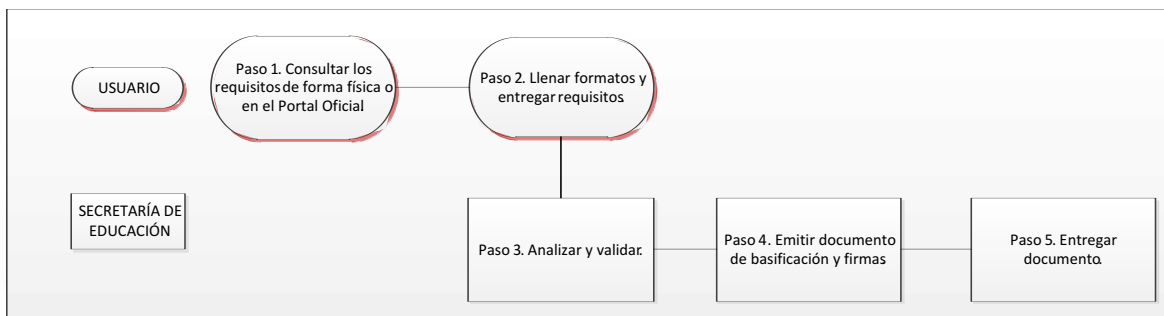 USUARIO
Paso 1. Consultar los
requisitos de forma física o
en el Portal Oficial
Paso 2. Llenar formatos y
entregar requisitos.
SECRETARÍA DE
EDUCACIÓN
Paso 3. Analizar y validar.
Paso 4. Emitir documento
de basificación y firmas
Paso 5. Entregar
documento.